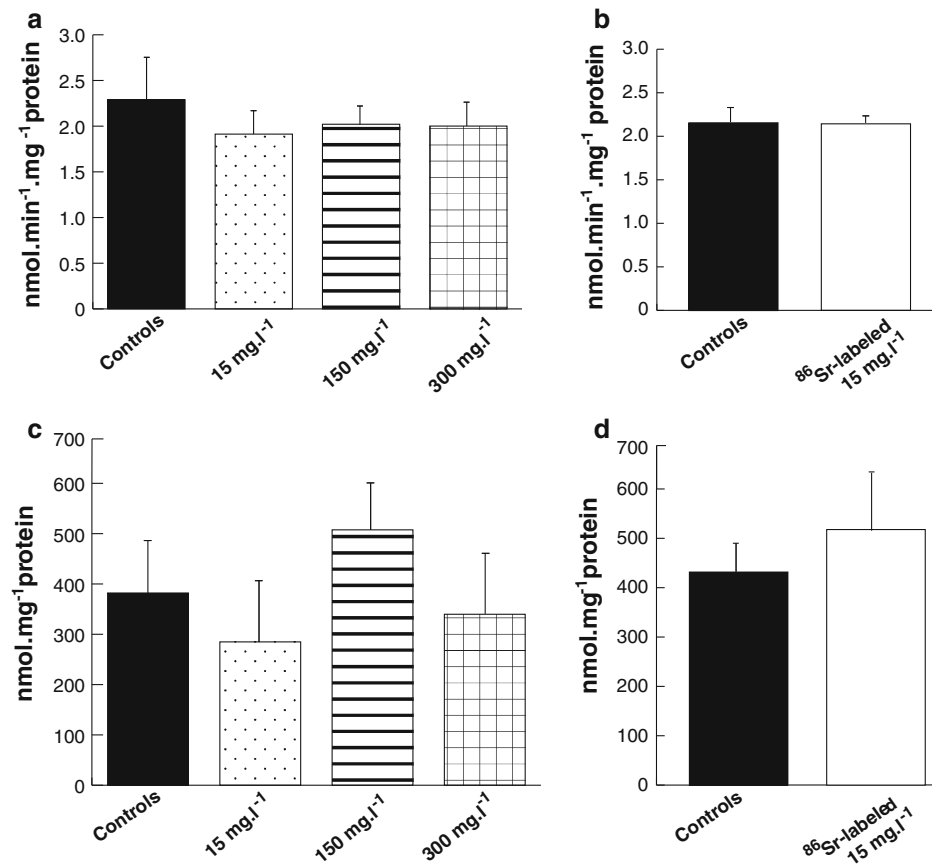 a
nmol.min⁻¹.mg⁻¹protein
3.0
2.5
2.0
1.5
1.0
0.5
0
Controls
15 mg.l⁻¹
150 mg.l⁻¹
300 mg.l⁻¹
b
nmol.min⁻¹.mg⁻¹ protein
3.0
2.5
2.0
1.5
1.0
0.5
0
Controls
⁸⁶Sr-labeled
15 mg.l⁻¹
c
nmol.mg⁻¹protein
700
600
500
400
300
200
100
0
Controls
15 mg.l⁻¹
150 mg.l⁻¹
300 mg.l⁻¹
d
nmol.mg⁻¹protein
700
600
500
400
300
200
100
0
Controls
⁸⁶Sr-labeled
15 mg.l⁻¹